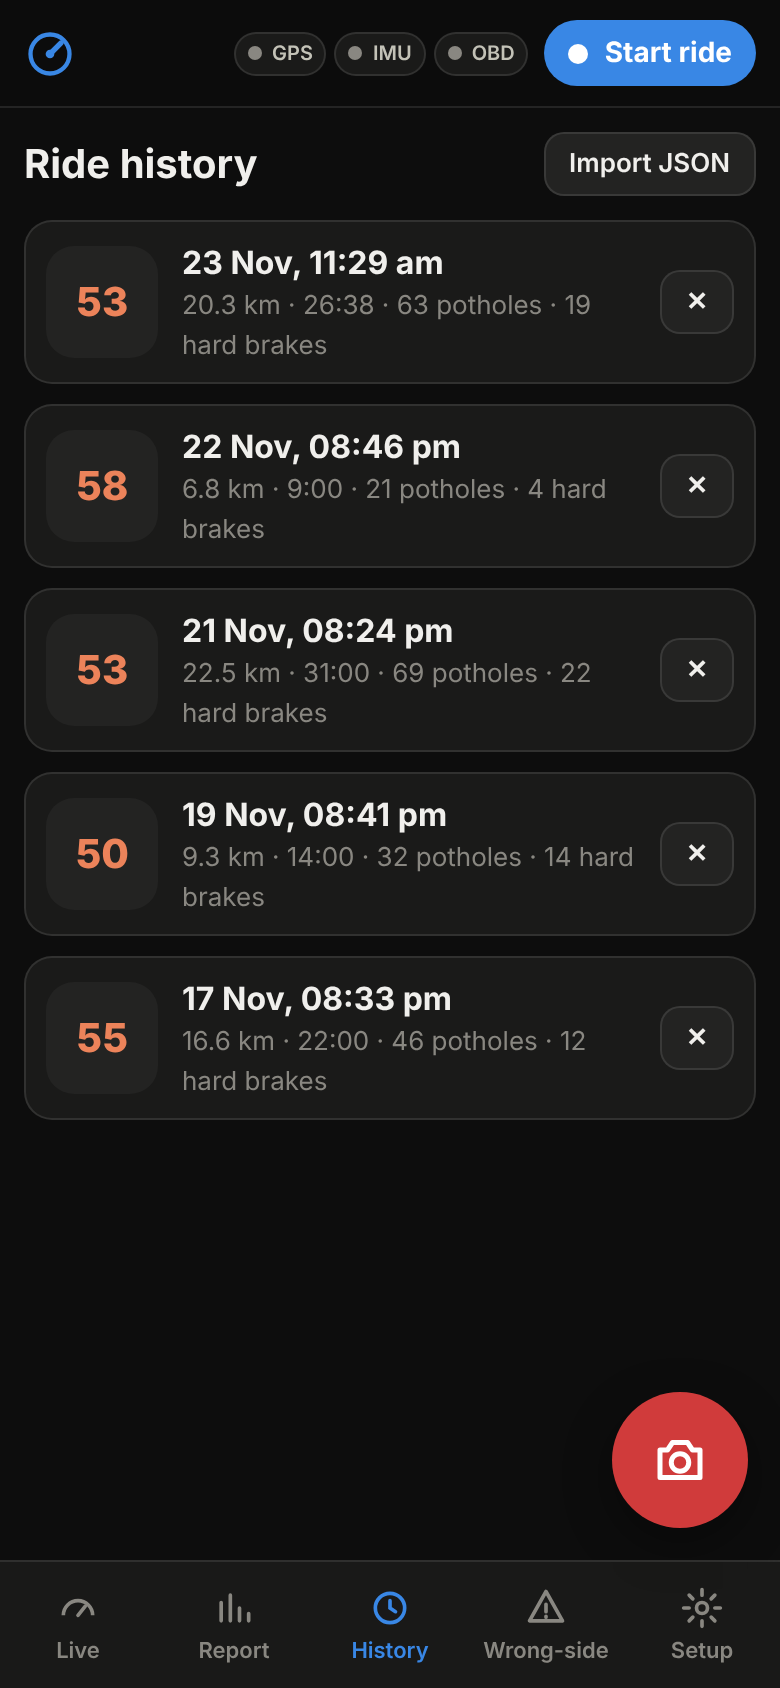 GPS IMU OBD Start ride
Ride history Import JSON
53
23 Nov, 11:29 am
20.3 km · 26:38 · 63 potholes · 19
hard brakes
×
58
22 Nov, 08:46 pm
6.8 km · 9:00 · 21 potholes · 4 hard
brakes
×
53
21 Nov, 08:24 pm
22.5 km · 31:00 · 69 potholes · 22
hard brakes
×
50
19 Nov, 08:41 pm
9.3 km · 14:00 · 32 potholes · 14 hard
brakes
×
55
17 Nov, 08:33 pm
16.6 km · 22:00 · 46 potholes · 12
hard brakes
×
Live Report History Wrong-side Setup